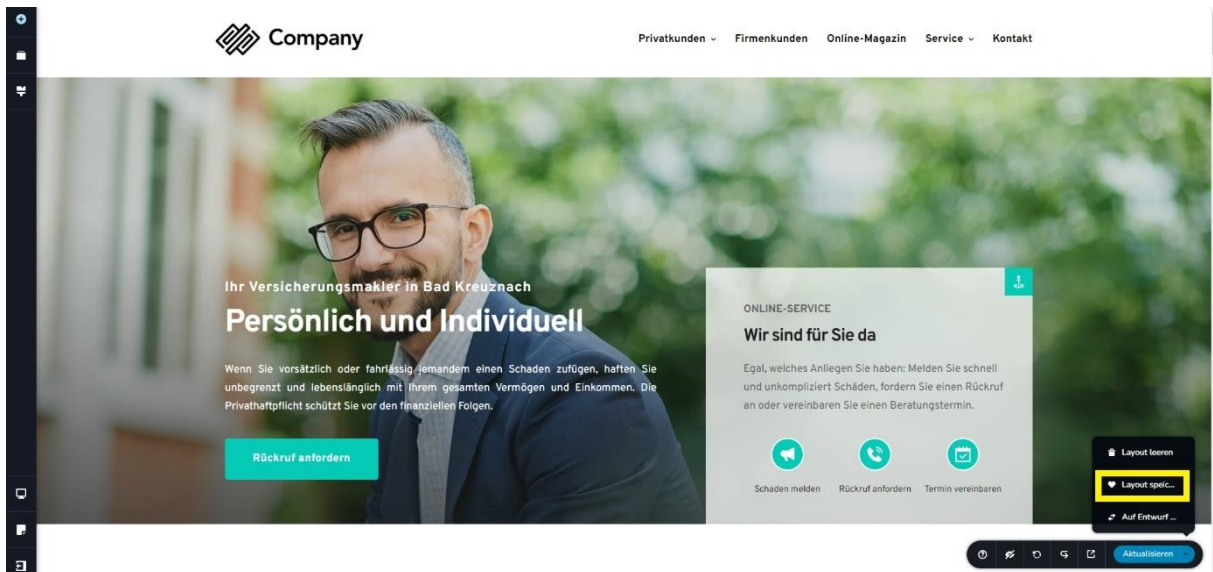 Company
Privatkunden
Firmenkunden
Online-Magazin
Service
Kontakt
Ihr Versicherungsmakler in Bad Kreuznach
Persönlich und Individuell
Wenn Sie vorsätzlich oder fahrlässig jemandem einen Schaden zufügen, haften Sie
unbegrenzt und lebenslänglich mit Ihrem gesamten Vermögen und Einkommen. Die
Privathaftpflicht schützt Sie vor den finanziellen Folgen.
Rückruf anfordern
ONLINE-SERVICE
Wir sind für Sie da
Egal, welches Anliegen Sie haben: Melden Sie schnell
und unkompliziert Schäden, fordern Sie einen Rückruf
an oder vereinbaren Sie einen Beratungstermin.
Schaden melden
Rückruf anfordern
Termin vereinbaren
Layout leeren
Layout speic...
Auf Entwurf ...
Aktualisieren